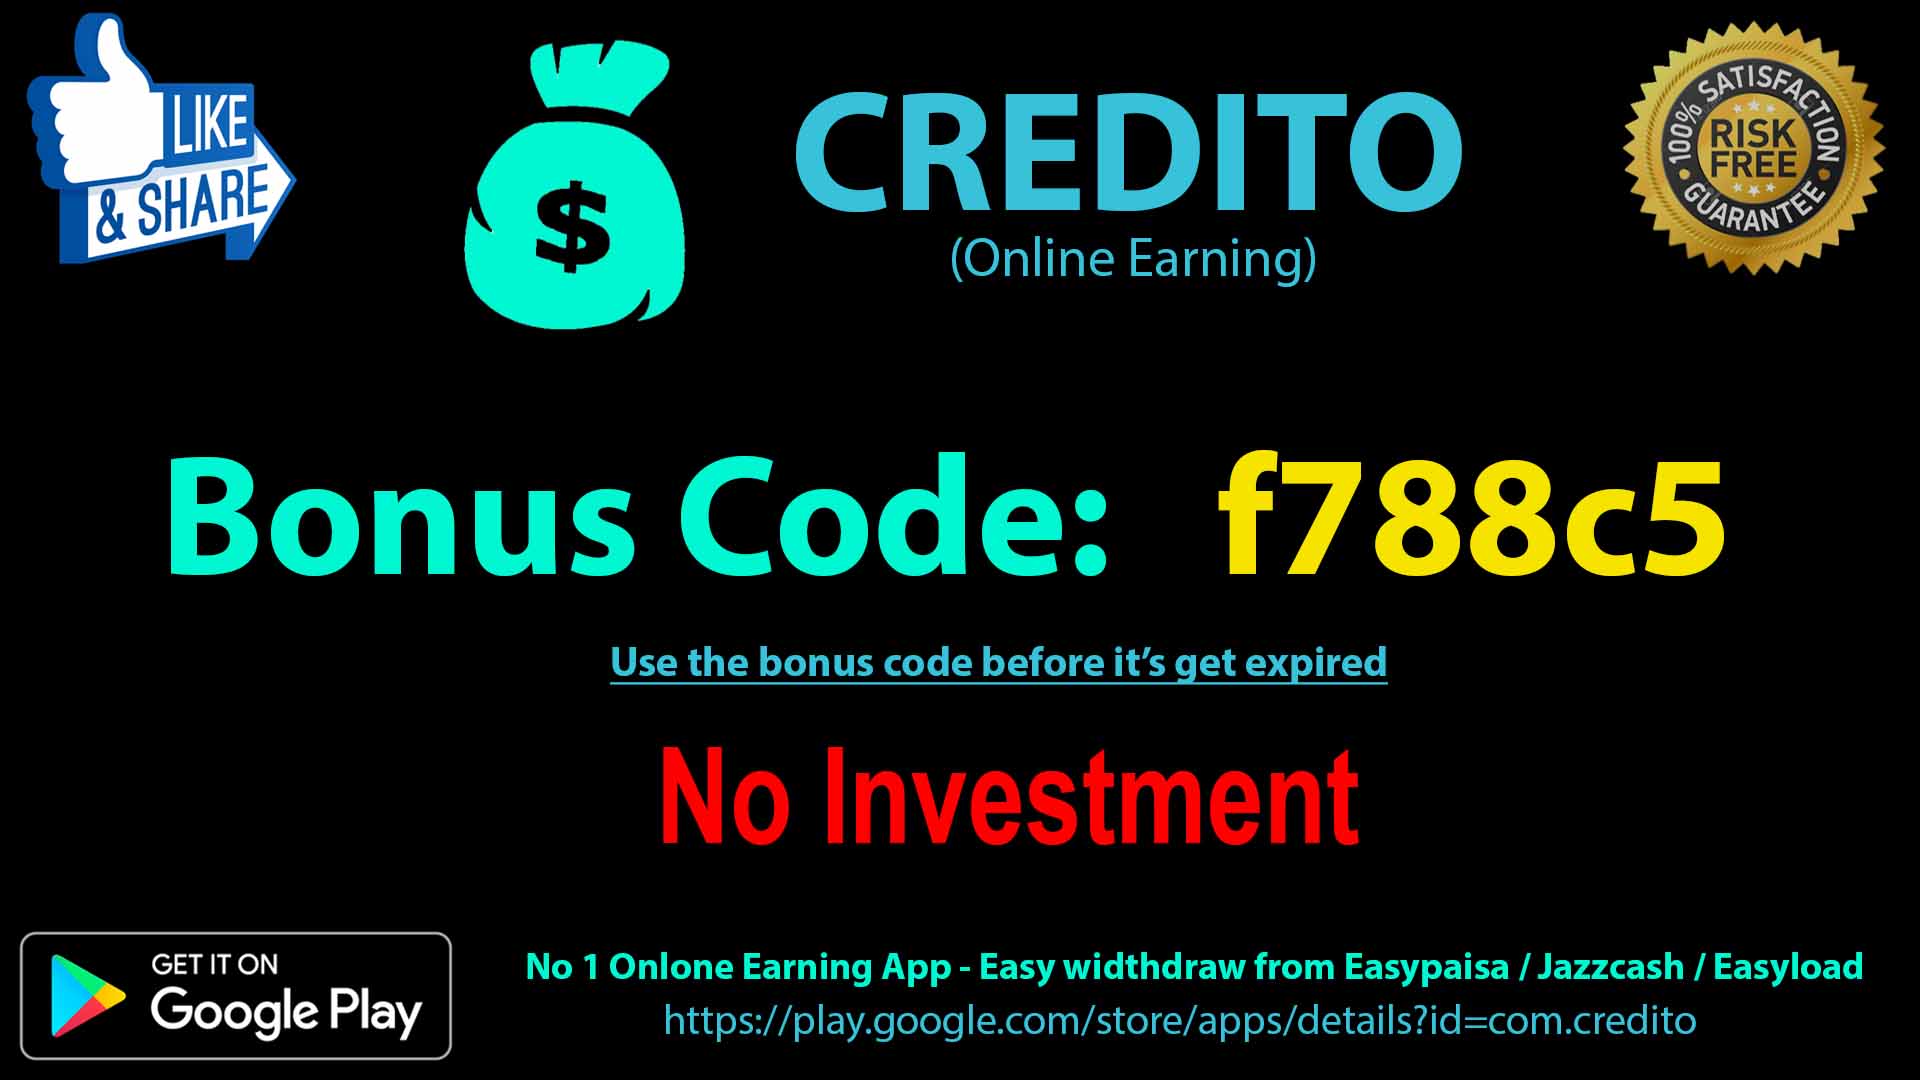 LIKE
& SHARE
CREDITO
(Online Earning)
100% SATISFACTION
RISK
FREE
GUARANTEE
Bonus Code: f788c5
Use the bonus code before it’s get expired
No Investment
GET IT ON
Google Play
No 1 Onlone Earning App - Easy widthdraw from Easypaisa / Jazzcash / Easyload
https://play.google.com/store/apps/details?id=com.credito